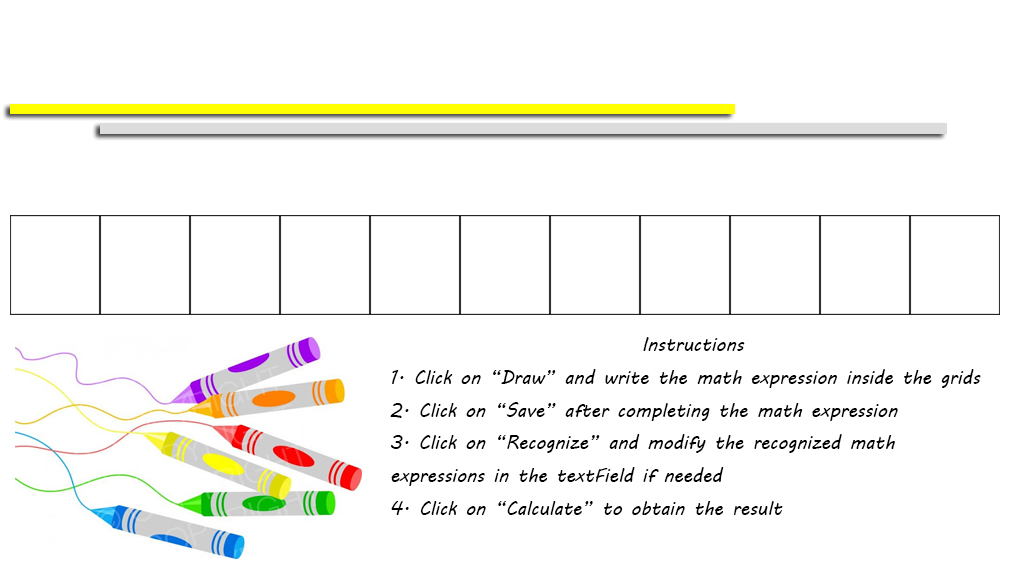 Instructions
1. Click on “Draw” and write the math expression inside the grids
2. Click on “Save” after completing the math expression
3. Click on “Recognize” and modify the recognized math
expressions in the textField if needed
4. Click on “Calculate” to obtain the result